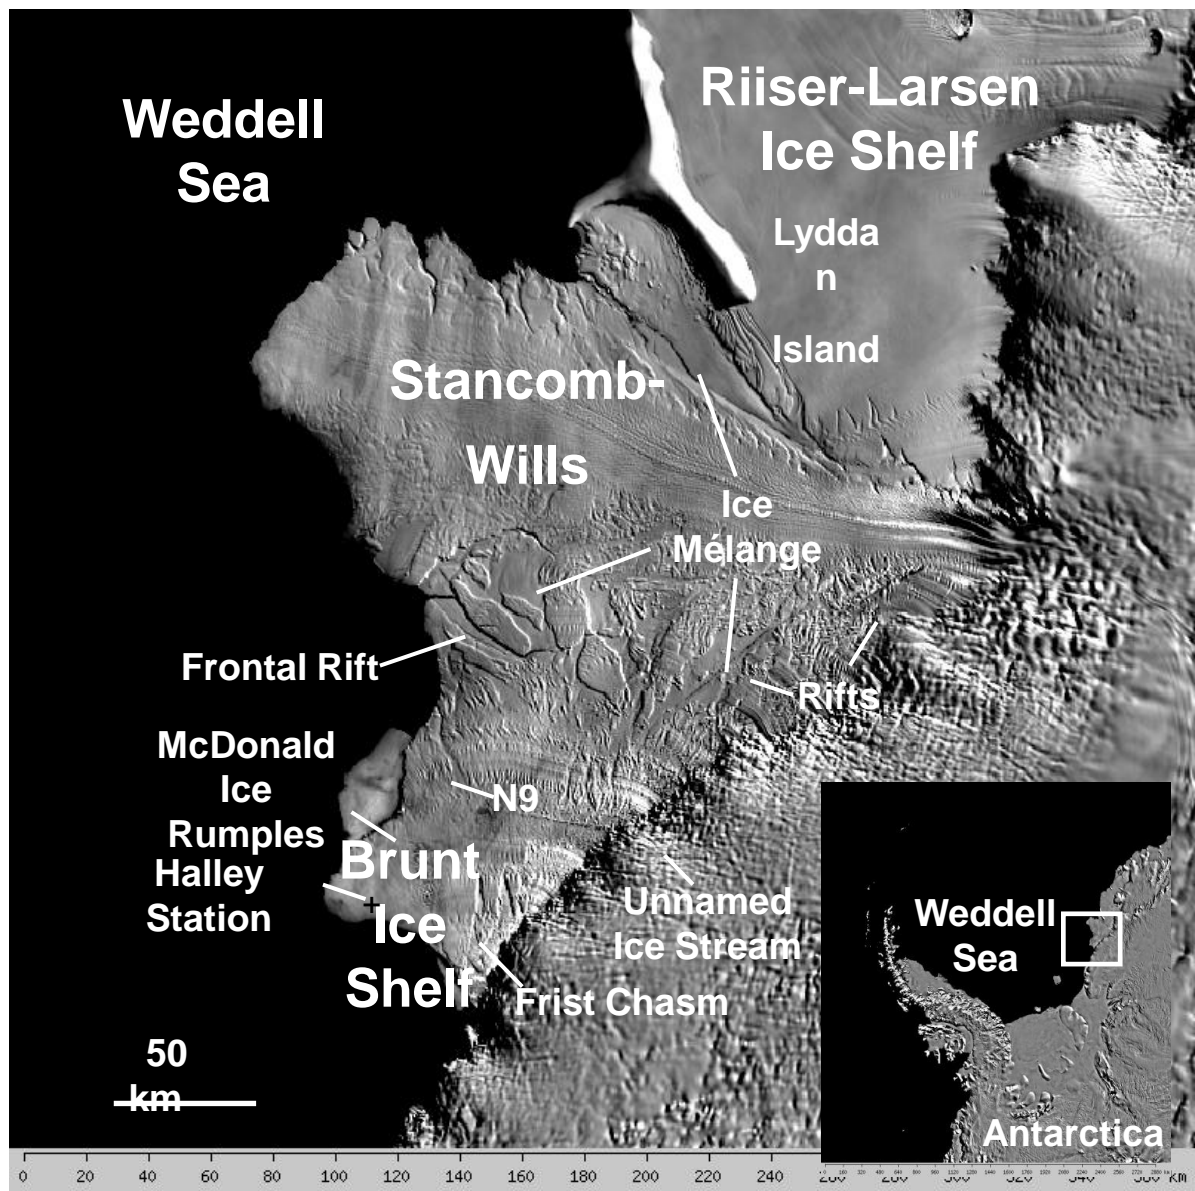 Weddell
Sea
Riiser-Larsen
Ice Shelf
Lydda
n
Island
Stancomb-
Wills
Ice
Mélange
Frontal Rift
Rifts
McDonald
Ice
Rumples
N9
Halley
Station
Brunt
Ice
Shelf
Unnamed
Ice Stream
Frist Chasm
50
km
Weddell
Sea
Antarctica
0 20 40 60 80 100 120 140 160 180 200 220 240 km